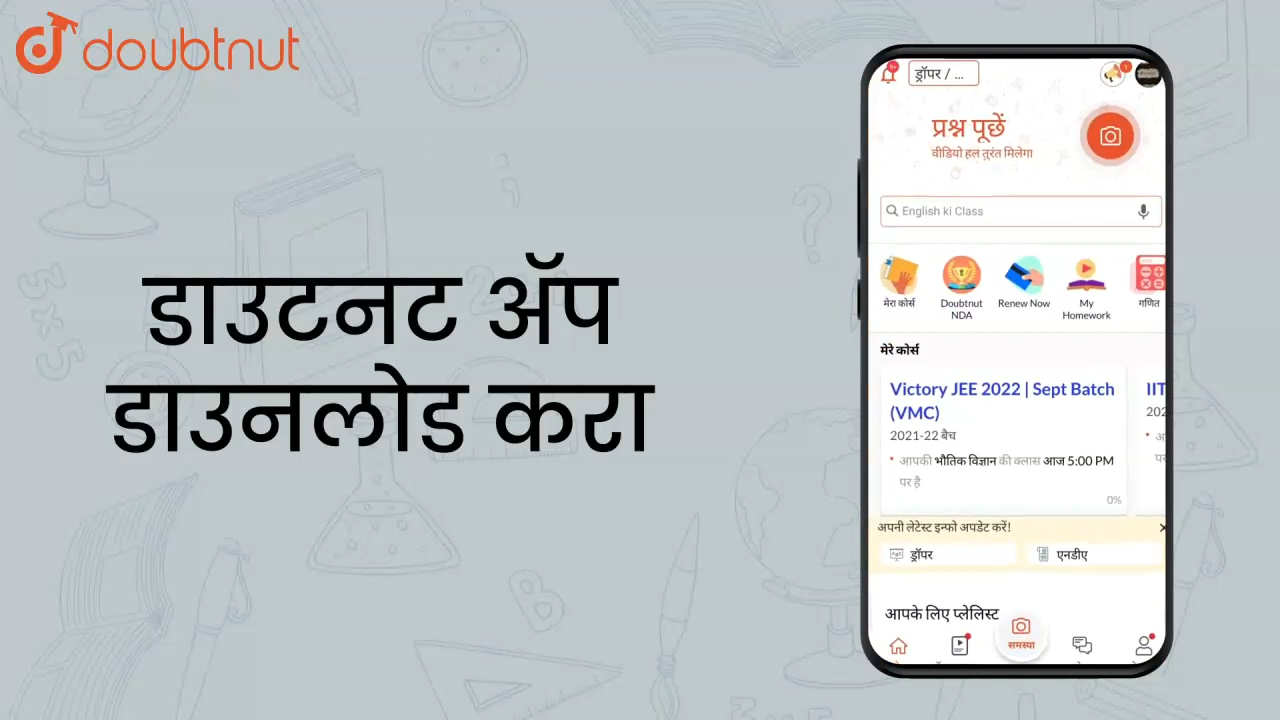 doubtnut
डाउटनट ॲप
डाउनलोड करा
ड्रॉपर / ...
प्रश्न पूछें
वीडियो हल तुरंत मिलेगा
English ki Class
मेरा कोर्स
Doubtnut
NDA
Renew Now
My
Homework
गणित
मेरे कोर्स
Victory JEE 2022 | Sept Batch
(VMC)
2021-22 बैच
आपकी भौतिक विज्ञान की क्लास आज 5:00 PM
पर है
0%
IIT
202
अपनी लेटेस्ट इन्फो अपडेट करें!
ड्रॉपर
एनडीए
आपके लिए प्लेलिस्ट
समस्या